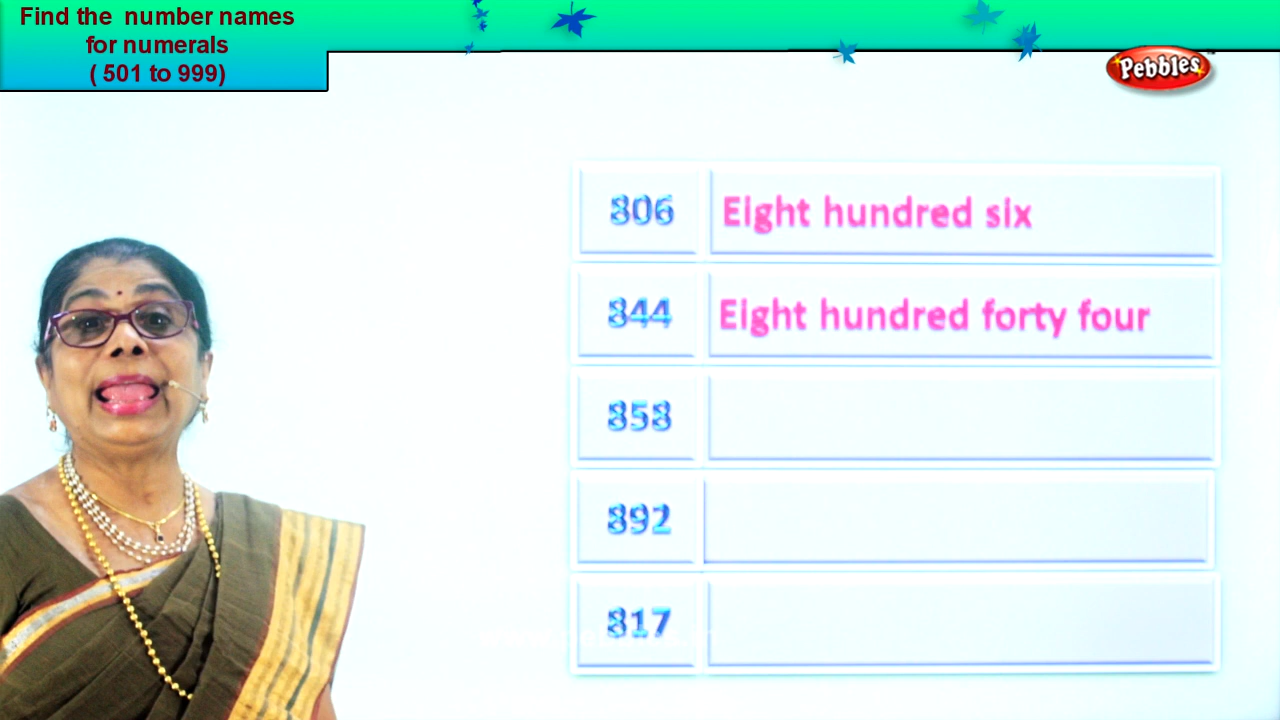 Find the number names
for numerals
( 501 to 999)
Pebbles
806 Eight hundred six
844 Eight hundred forty four
858
892
817